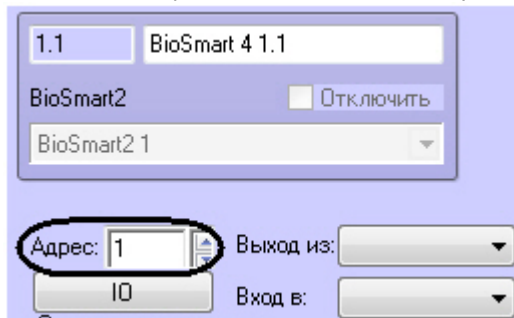 1.1 BioSmart 4 1.1
BioSmart2 Отключить
BioSmart2 1
Адрес: 1 Выход из:
IO Вход в: